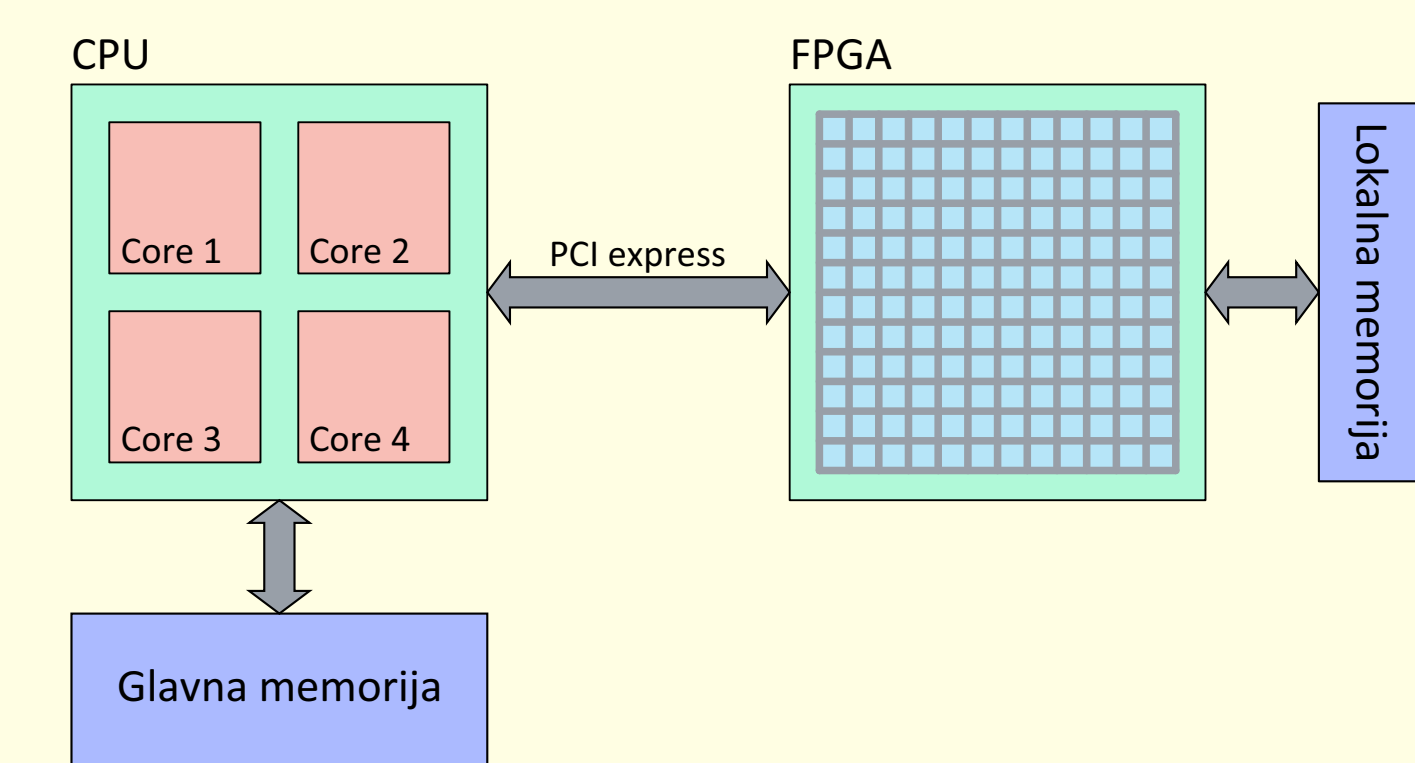 CPU
FPGA
Core 1
Core 2
PCI express
Core 3
Core 4
Lokalna memorija
Glavna memorija